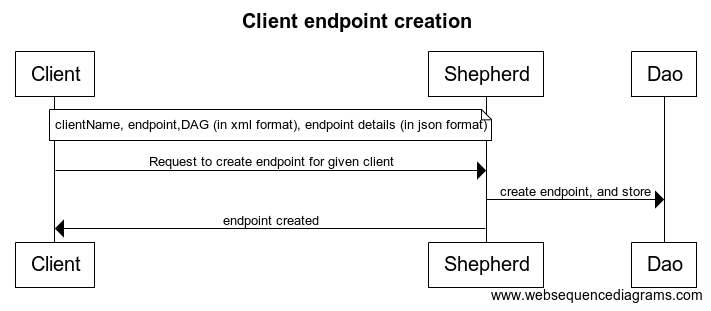 Client endpoint creation
Client
Shepherd
Dao
clientName, endpoint,DAG (in xml format), endpoint details (in json format)
Request to create endpoint for given client
create endpoint, and store
endpoint created
Client
Shepherd
Dao
www.websequencediagrams.com